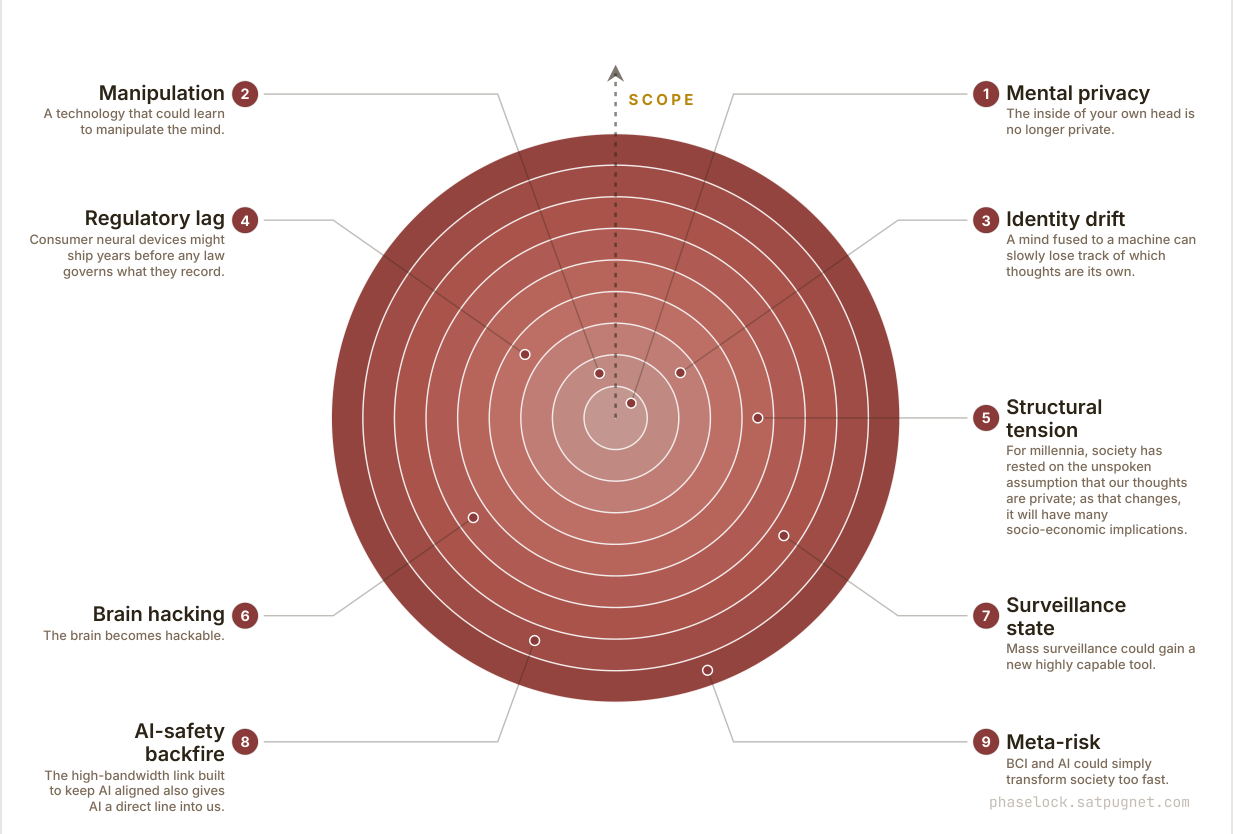 SCOPE
1
Mental privacy
The inside of your own head is
no longer private.
2
Manipulation
A technology that could learn
to manipulate the mind.
3
Identity drift
A mind fused to a machine can
slowly lose track of which
thoughts are its own.
4
Regulatory lag
Consumer neural devices might
ship years before any law
governs what they record.
5
Structural
tension
For millennia, society has
rested on the unspoken
assumption that our thoughts
are private; as that changes,
it will have many
socio-economic implications.
6
Brain hacking
The brain becomes hackable.
7
Surveillance
state
Mass surveillance could gain a
new highly capable tool.
8
AI-safety
backfire
The high-bandwidth link built
to keep AI aligned also gives
AI a direct line into us.
9
Meta-risk
BCI and AI could simply
transform society too fast.
phaselock.satpugnet.com